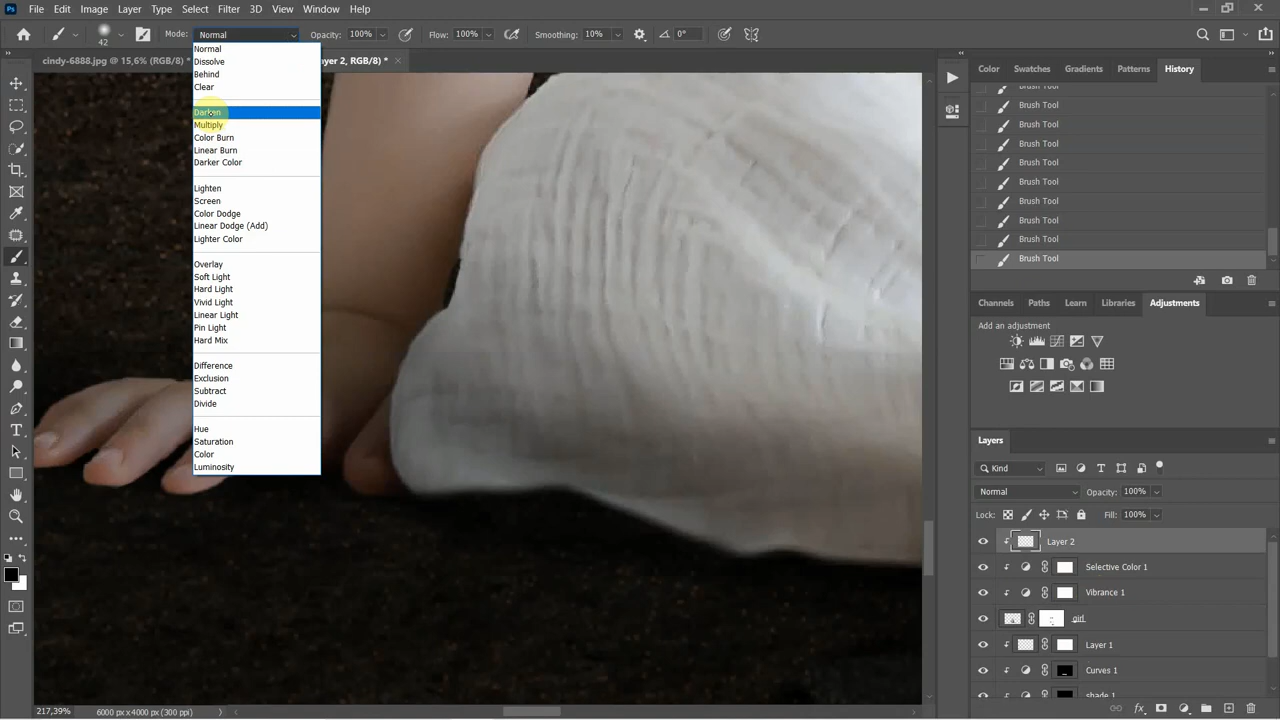 Ps File Edit Image Layer Type Select Filter 3D View Window Help
42 Mode: Normal Opacity: 100% Flow: 100% Smoothing: 10% 0°
cindy-6888.jpg @ 15,6% (RGB/8) * ayer 2, RGB/8) *
Normal
Dissolve
Behind
Clear
Darken
Multiply
Color Burn
Linear Burn
Darker Color
Lighten
Screen
Color Dodge
Linear Dodge (Add)
Lighter Color
Overlay
Soft Light
Hard Light
Vivid Light
Linear Light
Pin Light
Hard Mix
Difference
Exclusion
Subtract
Divide
Hue
Saturation
Color
Luminosity
Color Swatches Gradients Patterns History
Brush Tool
Brush Tool
Brush Tool
Brush Tool
Brush Tool
Brush Tool
Brush Tool
Brush Tool
Brush Tool
Brush Tool
Channels Paths Learn Libraries Adjustments
Add an adjustment
Layers
Kind
Normal Opacity: 100%
Lock: Fill: 100%
Layer 2
Selective Color 1
Vibrance 1
girl
Layer 1
Curves 1
shade 1
217,39% 6000 px x 4000 px (300 ppi)